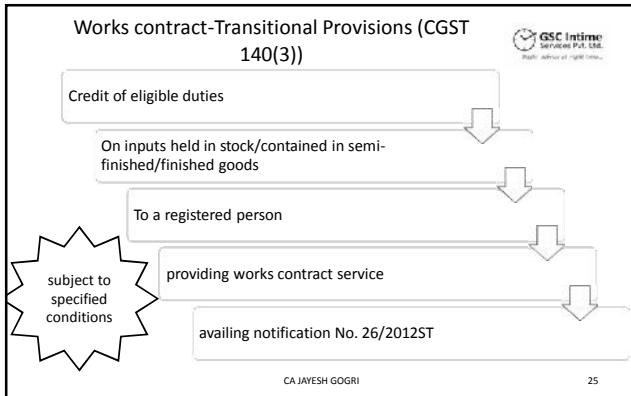 Works contract-Transitional Provisions (CGST
140(3))
GSC Intime
Services Pvt. Ltd.
Credit of eligible duties
On inputs held in stock/contained in semi-
finished/finished goods
To a registered person
subject to
specified
conditions
providing works contract service
availing notification No. 26/2012ST
CA JAYESH GOGRI
25